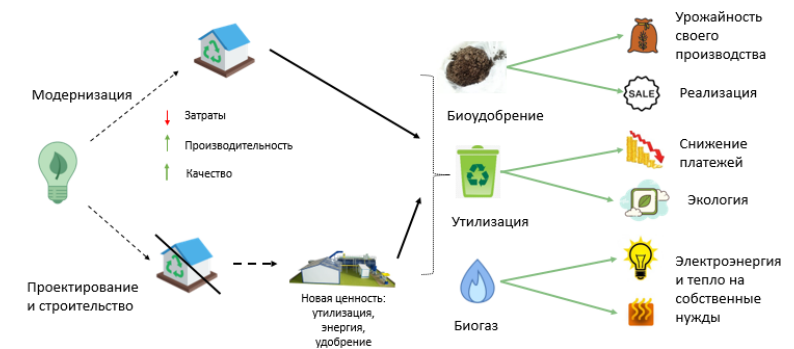 Модернизация
Затраты
Производительность
Качество
Проектирование
и строительство
Новая ценность:
утилизация,
энергия,
удобрение
Биоудобрение
Утилизация
Биогаз
Урожайность
своего
производства
SALE
Реализация
Снижение
платежей
Экология
Электроэнергия
и тепло на
собственные
нужды